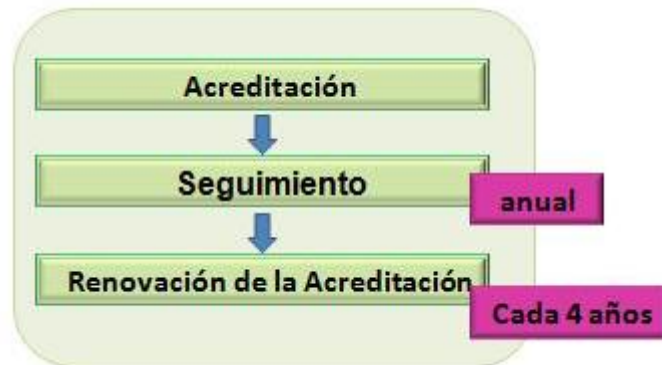 Acreditación
Seguimiento
anual
Renovación de la Acreditación
Cada 4 años